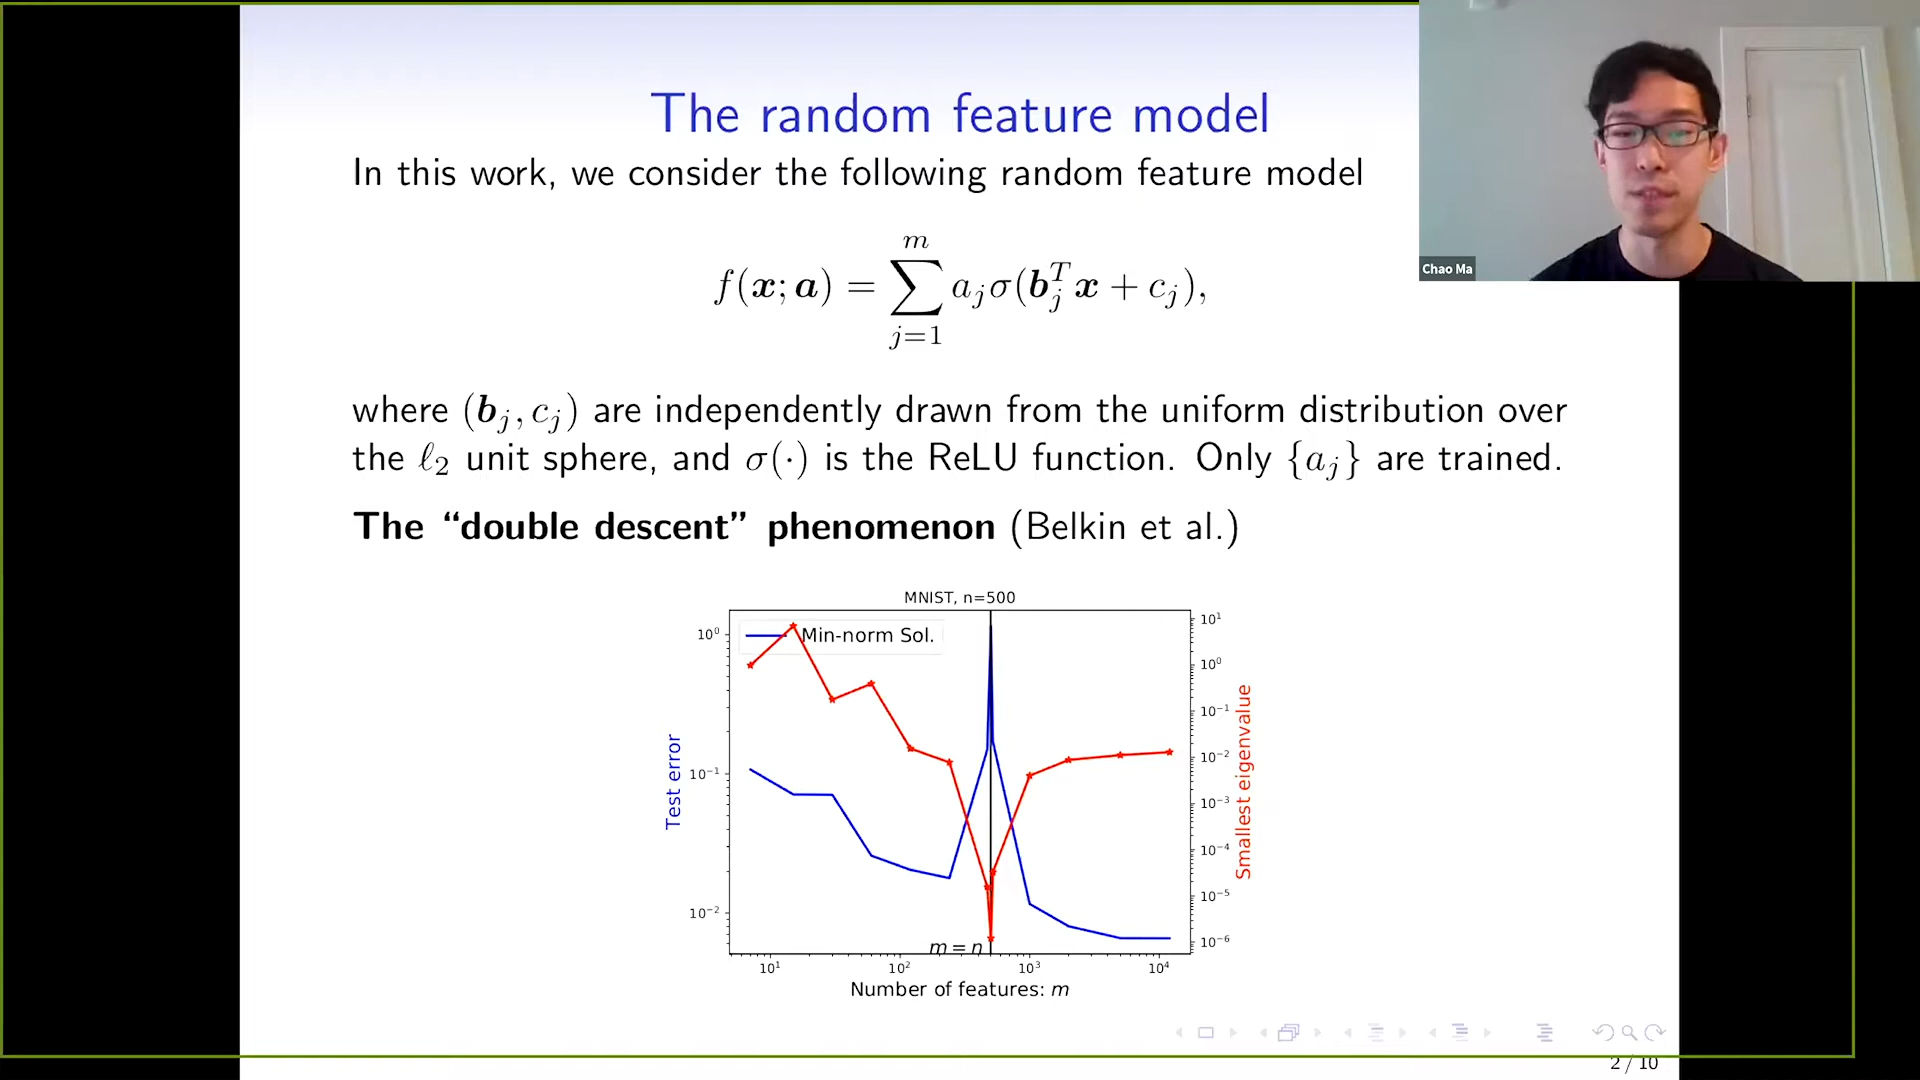 The random feature model
In this work, we consider the following random feature model
f(x; a) = ∑_{j=1}^{m} a_j σ(b_j^T x + c_j),
where (b_j, c_j) are independently drawn from the uniform distribution over
the ℓ_2 unit sphere, and σ(·) is the ReLU function. Only {a_j} are trained.
The “double descent” phenomenon (Belkin et al.)
MNIST, n=500
Min-norm Sol.
Test error
10^0
10^-1
10^-2
10^1
10^0
10^-1
10^-2
10^-3
10^-4
10^-5
10^-6
Smallest eigenvalue
m = n
10^1 10^2 10^3 10^4
Number of features: m
2 / 10
Chao Ma